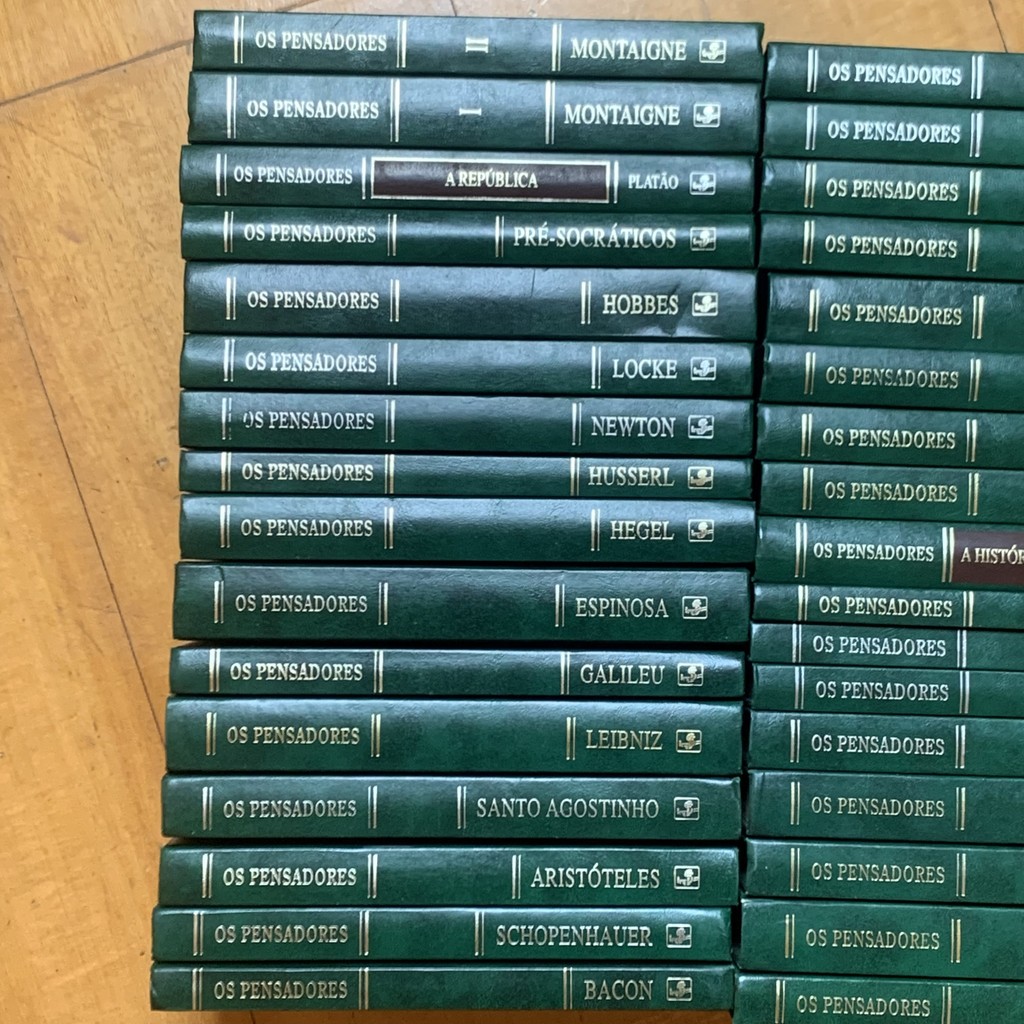 OS PENSADORES II MONTAIGNE
OS PENSADORES I MONTAIGNE
OS PENSADORES A REPÚBLICA PLATÃO
OS PENSADORES PRÉ-SOCRÁTICOS
OS PENSADORES HOBBES
OS PENSADORES LOCKE
OS PENSADORES NEWTON
OS PENSADORES HUSSERL
OS PENSADORES HEGEL
OS PENSADORES ESPINOSA
OS PENSADORES GALILEU
OS PENSADORES LEIBNIZ
OS PENSADORES SANTO AGOSTINHO
OS PENSADORES ARISTÓTELES
OS PENSADORES SCHOPENHAUER
OS PENSADORES BACON
OS PENSADORES
OS PENSADORES
OS PENSADORES
OS PENSADORES
OS PENSADORES
OS PENSADORES
OS PENSADORES
OS PENSADORES
OS PENSADORES A HISTÓR
OS PENSADORES
OS PENSADORES
OS PENSADORES
OS PENSADORES
OS PENSADORES
OS PENSADORES
OS PENSADORES
OS PENSADORES